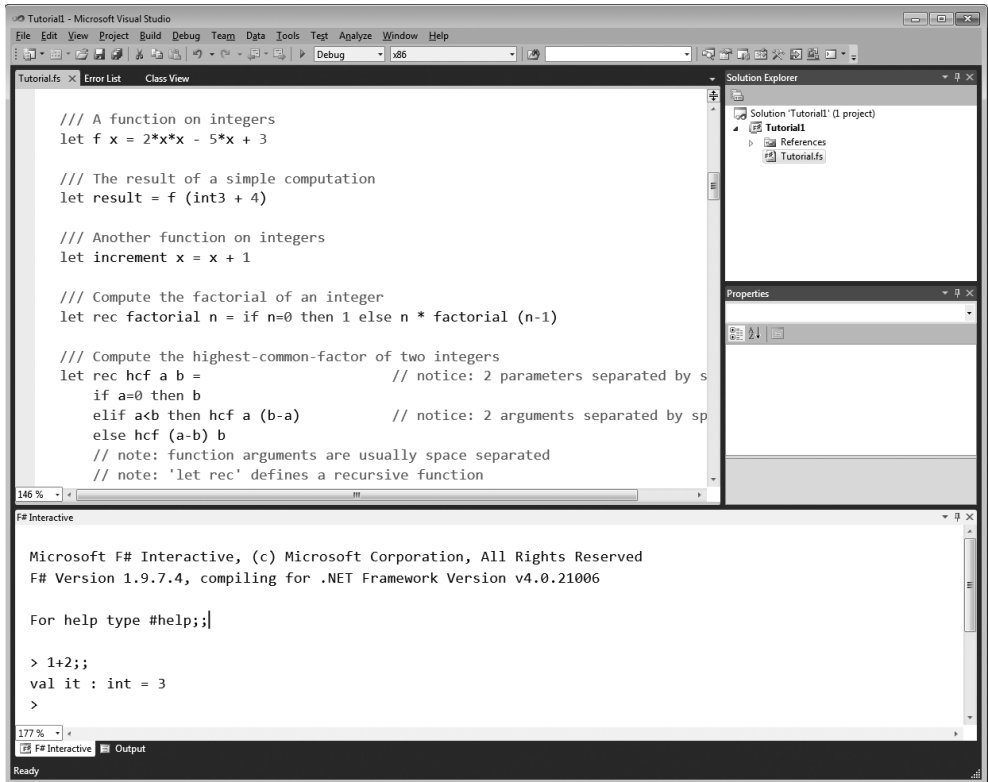 Tutorial1 - Microsoft Visual Studio
File Edit View Project Build Debug Team Data Tools Test Analyze Window Help
Debug x86
Tutorial.fs Error List Class View
/// A function on integers
let f x = 2*x*x - 5*x + 3
/// The result of a simple computation
let result = f (int3 + 4)
/// Another function on integers
let increment x = x + 1
/// Compute the factorial of an integer
let rec factorial n = if n=0 then 1 else n * factorial (n-1)
/// Compute the highest-common-factor of two integers
let rec hcf a b = // notice: 2 parameters separated by s
if a=0 then b
elif a<b then hcf a (b-a) // notice: 2 arguments separated by sp
else hcf (a-b) b
// note: function arguments are usually space separated
// note: 'let rec' defines a recursive function
146 %
Solution Explorer
Solution 'Tutorial1' (1 project)
Tutorial1
References
Tutorial.fs
Properties
F# Interactive
Microsoft F# Interactive, (c) Microsoft Corporation, All Rights Reserved
F# Version 1.9.7.4, compiling for .NET Framework Version v4.0.21006
For help type #help;;
> 1+2;;
val it : int = 3
>
177 %
F# Interactive Output
Ready